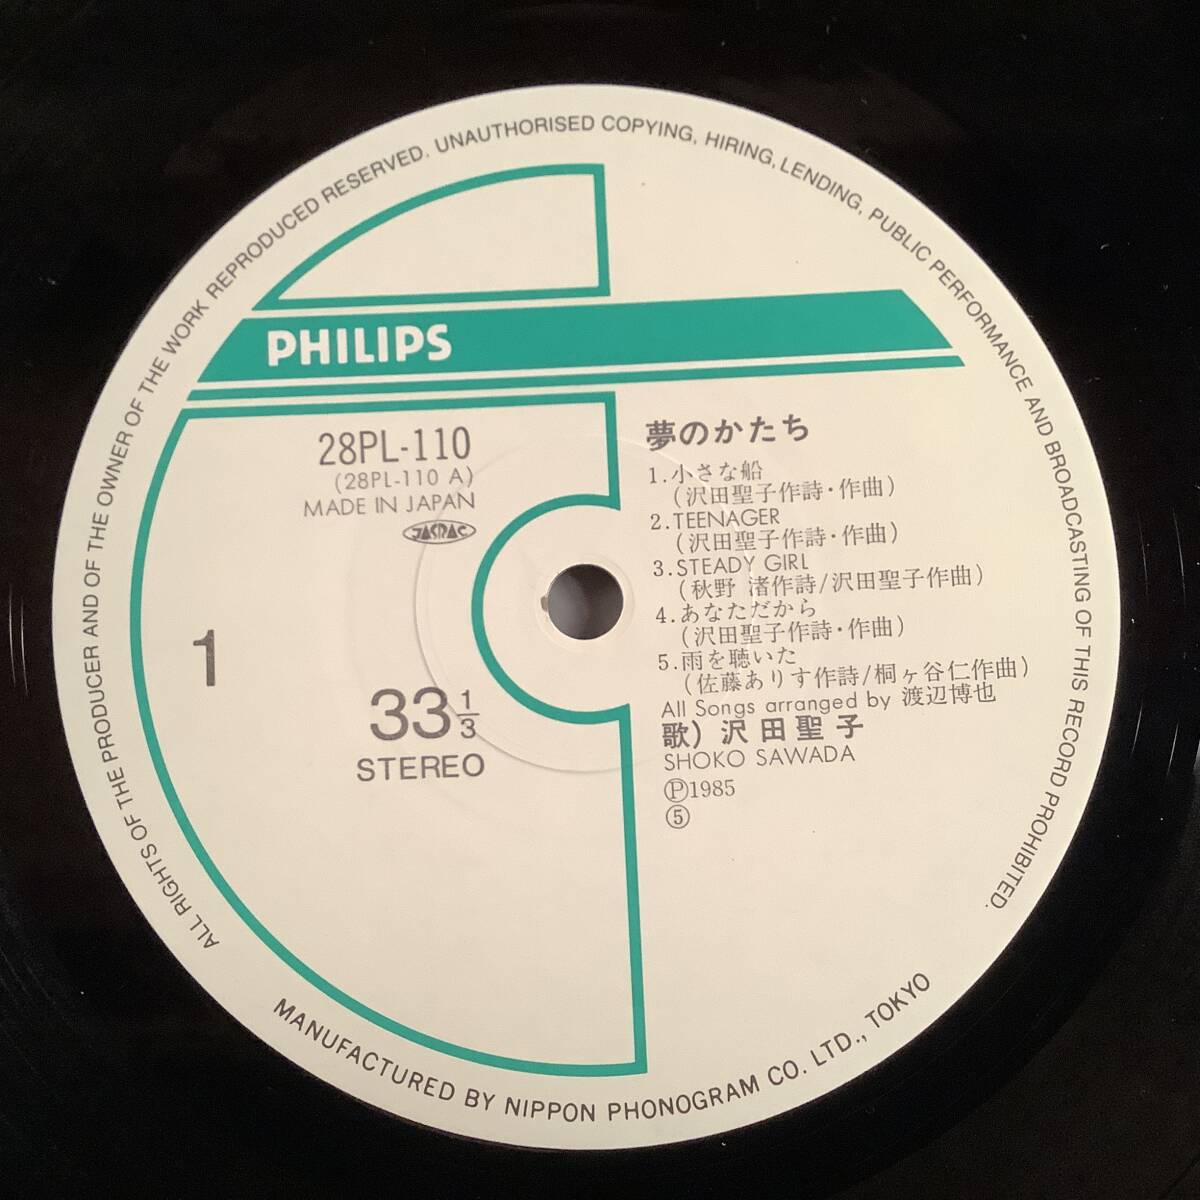 ALL RIGHTS OF THE PRODUCER AND OF THE OWNER OF THE WORK REPRODUCED RESERVED. UNAUTHORISED COPYING, HIRING, LENDING, PUBLIC PERFORMANCE AND BROADCASTING OF THIS RECORD PROHIBITED.
PHILIPS
28PL-110
(28PL-110 A)
MADE IN JAPAN
JASRAC
1
33 1/3
STEREO
夢のかたち
1.小さな船
(沢田聖子作詩・作曲)
2.TEENAGER
(沢田聖子作詩・作曲)
3.STEADY GIRL
(秋野 渚作詩/沢田聖子作曲)
4.あなただから
(沢田聖子作詩・作曲)
5.雨を聴いた
(佐藤ありす作詩/桐ヶ谷仁作曲)
All Songs arranged by 渡辺博也
歌) 沢田聖子
SHOKO SAWADA
Ⓟ1985
⑤
MANUFACTURED BY NIPPON PHONOGRAM CO. LTD., TOKYO